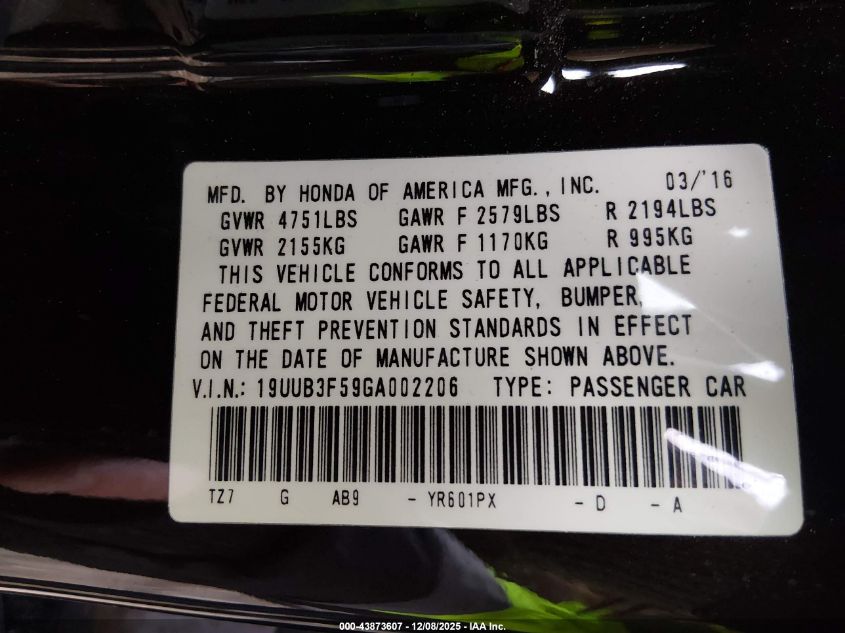 MFD. BY HONDA OF AMERICA MFG., INC. 03/'16
GVWR 4751LBS GAWR F 2579LBS R 2194LBS
GVWR 2155KG GAWR F 1170KG R 995KG
THIS VEHICLE CONFORMS TO ALL APPLICABLE
FEDERAL MOTOR VEHICLE SAFETY, BUMPER,
AND THEFT PREVENTION STANDARDS IN EFFECT
ON THE DATE OF MANUFACTURE SHOWN ABOVE.
V.I.N.: 19UUB3F59GA002206 TYPE: PASSENGER CAR
TZ7 G AB9 - YR601PX - D - A
000-43873607 - 12/08/2025 - IAA Inc.